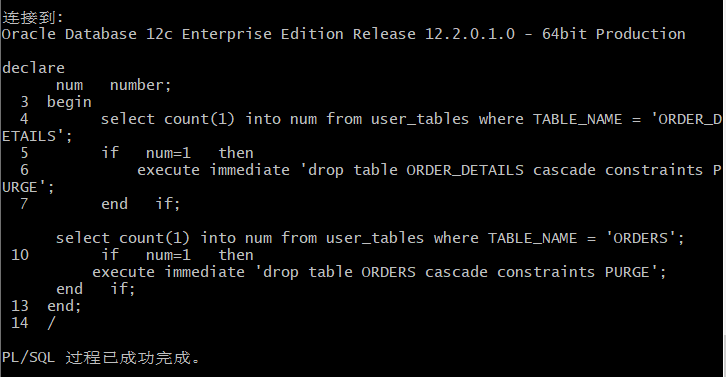 连接到:
Oracle Database 12c Enterprise Edition Release 12.2.0.1.0 - 64bit Production
declare
      num   number;
  3  begin
  4        select count(1) into num from user_tables where TABLE_NAME = 'ORDER_D
ETAILS';
  5        if   num=1   then
  6            execute immediate 'drop table ORDER_DETAILS cascade constraints P
URGE';
  7        end   if;
      select count(1) into num from user_tables where TABLE_NAME = 'ORDERS';
 10        if   num=1   then
          execute immediate 'drop table ORDERS cascade constraints PURGE';
      end   if;
 13  end;
 14  /
PL/SQL 过程已成功完成。